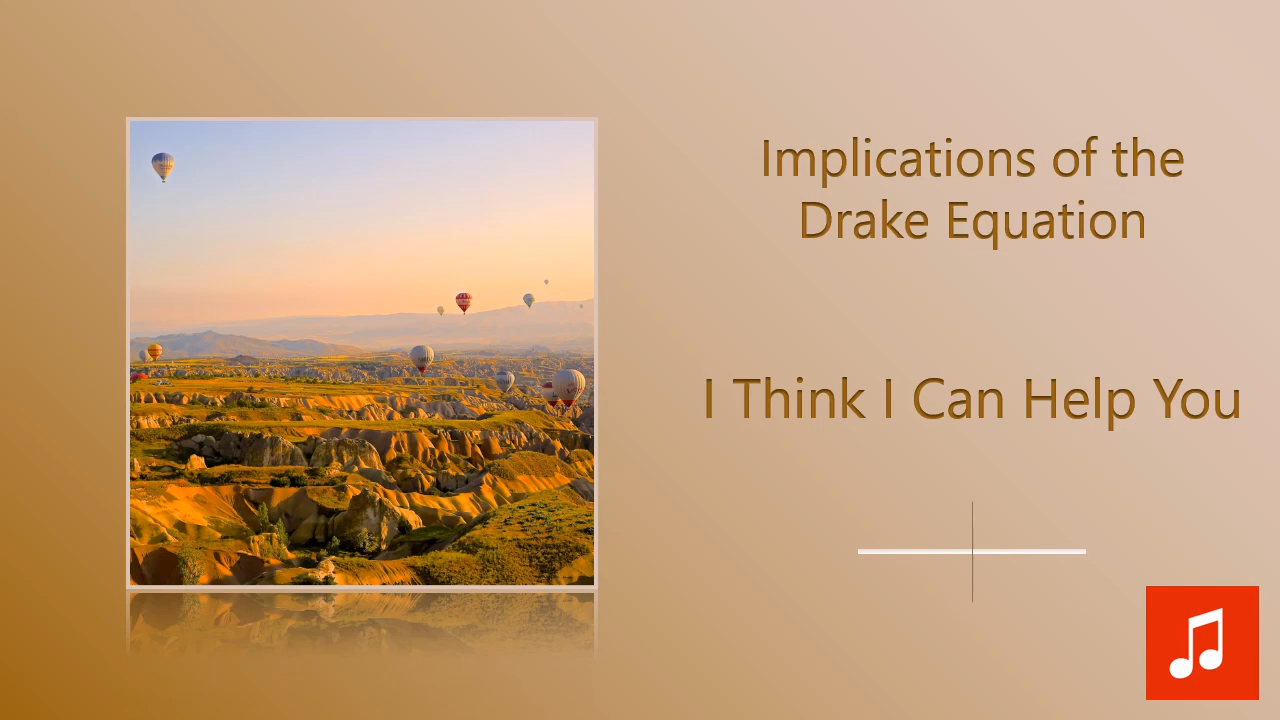 Implications of the
Drake Equation
I Think I Can Help You